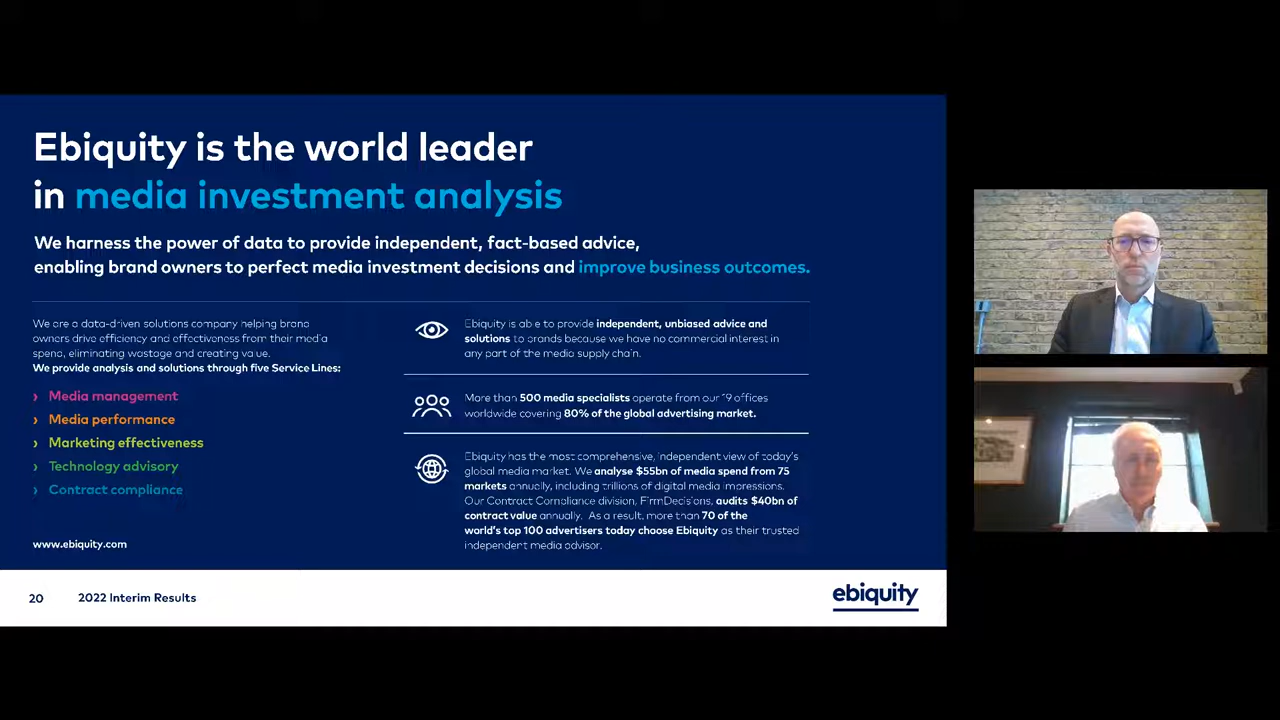 Ebiquity is the world leader
in media investment analysis
We harness the power of data to provide independent, fact-based advice,
enabling brand owners to perfect media investment decisions and improve business outcomes.
We are a data-driven solutions company helping brand
owners drive efficiency and effectiveness from their media
spend, eliminating wastage and creating value.
We provide analysis and solutions through five Service Lines:
› Media management
› Media performance
› Marketing effectiveness
› Technology advisory
› Contract compliance
www.ebiquity.com
Ebiquity is able to provide independent, unbiased advice and
solutions to brands because we have no commercial interest in
any part of the media supply chain.
More than 500 media specialists operate from our offices
worldwide covering 80% of the global advertising market.
Ebiquity has the most comprehensive, independent view of today's
global media market. We analyse $55bn of media spend from 75
markets annually, including trillions of digital media impressions.
Our Contract Compliance division, FirmDecisions, audits $40bn of
contract value annually. As a result, more than 70 of the
world's top 100 advertisers today choose Ebiquity as their trusted
independent media advisor.
20 2022 Interim Results
ebiquity